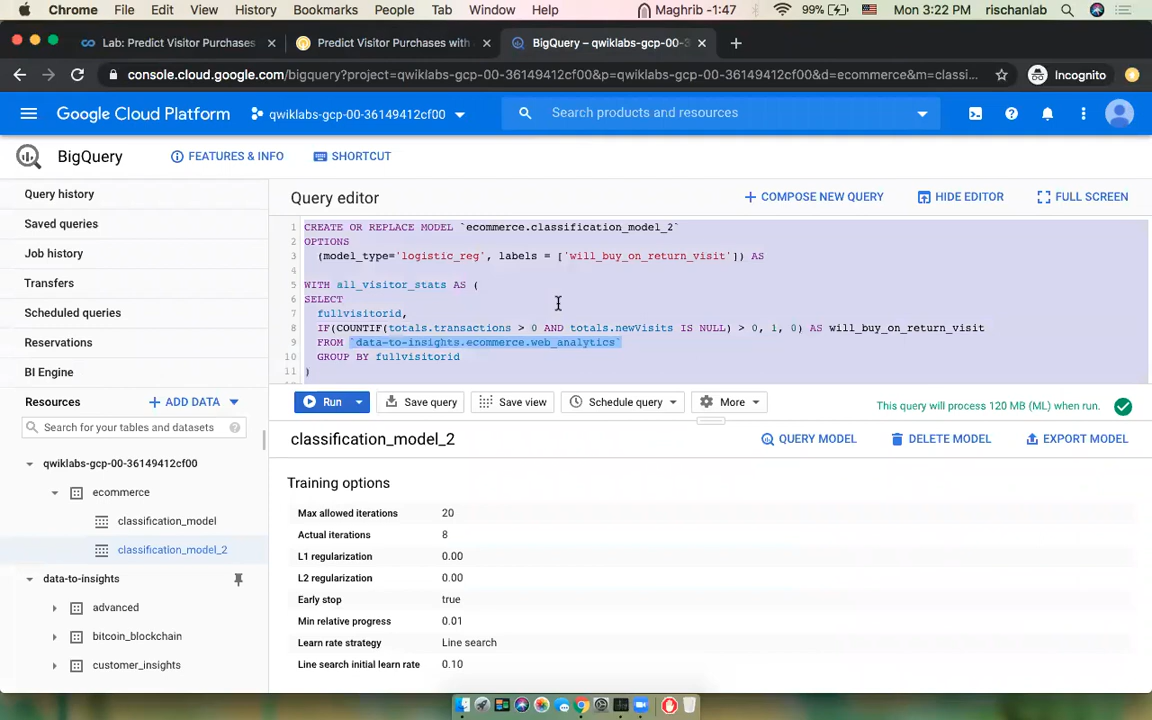 Chrome File Edit View History Bookmarks People Tab Window Help Maghrib -1:47 99% Mon 3:22 PM rischanlab
Lab: Predict Visitor Purchases × Predict Visitor Purchases with × BigQuery – qwiklabs-gcp-00-3 × +
console.cloud.google.com/bigquery?project=qwiklabs-gcp-00-36149412cf00&p=qwiklabs-gcp-00-36149412cf00&d=ecommerce&m=classi... Incognito
Google Cloud Platform qwiklabs-gcp-00-36149412cf00 Search products and resources
BigQuery FEATURES & INFO SHORTCUT
Query history
Saved queries
Job history
Transfers
Scheduled queries
Reservations
BI Engine
Resources + ADD DATA
Search for your tables and datasets
qwiklabs-gcp-00-36149412cf00
ecommerce
classification_model
classification_model_2
data-to-insights
advanced
bitcoin_blockchain
customer_insights
Query editor + COMPOSE NEW QUERY HIDE EDITOR FULL SCREEN
1 CREATE OR REPLACE MODEL `ecommerce.classification_model_2`
2 OPTIONS
3 (model_type='logistic_reg', labels = ['will_buy_on_return_visit']) AS
4
5 WITH all_visitor_stats AS (
6 SELECT
7 fullvisitorid,
8 IF(COUNTIF(totals.transactions > 0 AND totals.newVisits IS NULL) > 0, 1, 0) AS will_buy_on_return_visit
9 FROM `data-to-insights.ecommerce.web_analytics`
10 GROUP BY fullvisitorid
11 )
Run Save query Save view Schedule query More This query will process 120 MB (ML) when run.
classification_model_2 QUERY MODEL DELETE MODEL EXPORT MODEL
Training options
Max allowed iterations 20
Actual iterations 8
L1 regularization 0.00
L2 regularization 0.00
Early stop true
Min relative progress 0.01
Learn rate strategy Line search
Line search initial learn rate 0.10